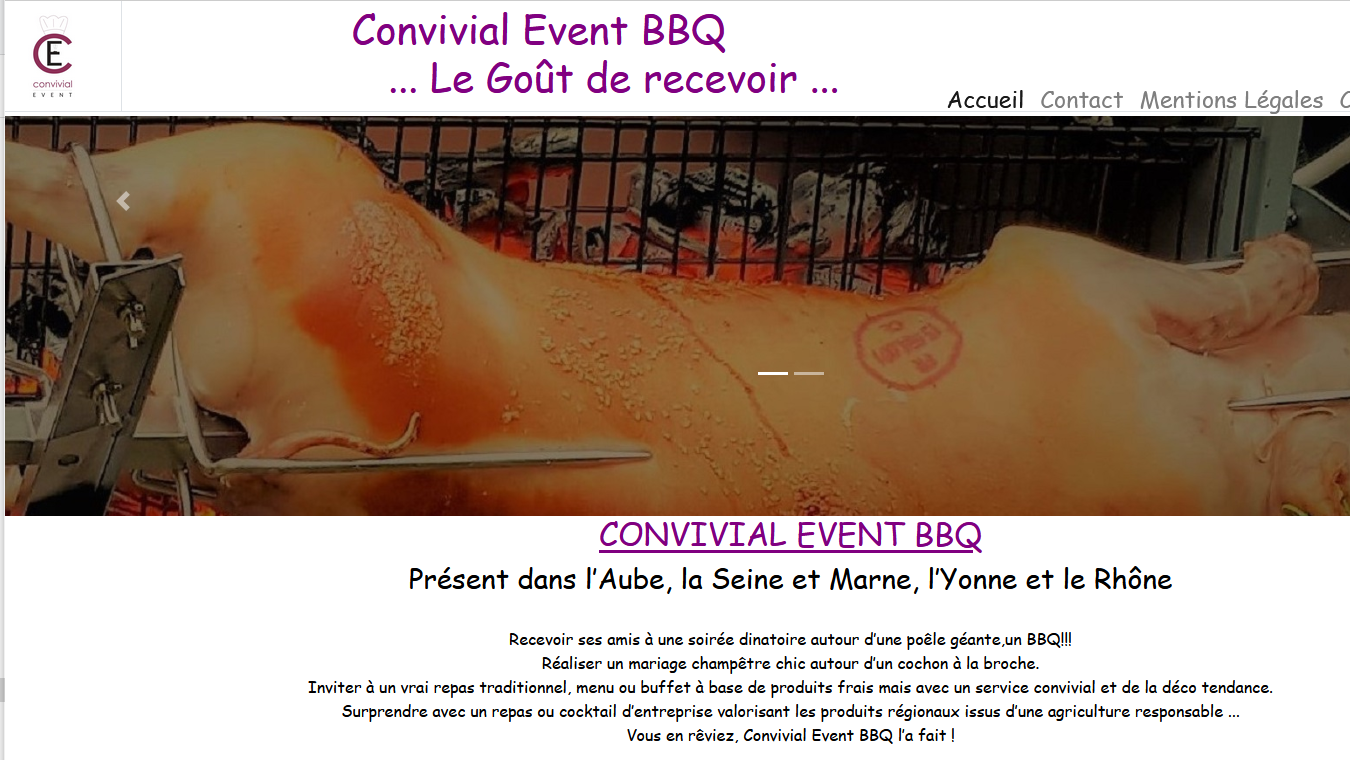 Convivial Event BBQ
... Le Goût de recevoir ...
CE
convivial
EVENT
Accueil Contact Mentions Légales C
CONVIVIAL EVENT BBQ
Présent dans l'Aube, la Seine et Marne, l'Yonne et le Rhône
Recevoir ses amis à une soirée dinatoire autour d'une poêle géante,un BBQ!!!
Réaliser un mariage champêtre chic autour d'un cochon à la broche.
Inviter à un vrai repas traditionnel, menu ou buffet à base de produits frais mais avec un service convivial et de la déco tendance.
Surprendre avec un repas ou cocktail d'entreprise valorisant les produits régionaux issus d'une agriculture responsable ...
Vous en rêviez, Convivial Event BBQ l'a fait !